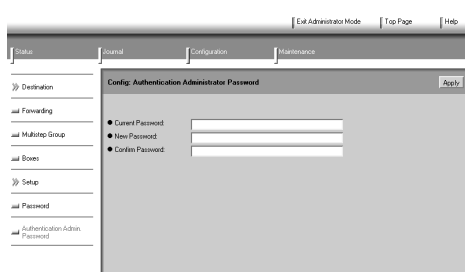 Exit Administrator Mode Top Page Help
Status Journal Configuration Maintenance
Destination
Forwarding
Multistep Group
Boxes
Setup
Password
Authentication Admin.
Password
Config: Authentication Administrator Password Apply
Current Password:
New Password:
Confirm Password: